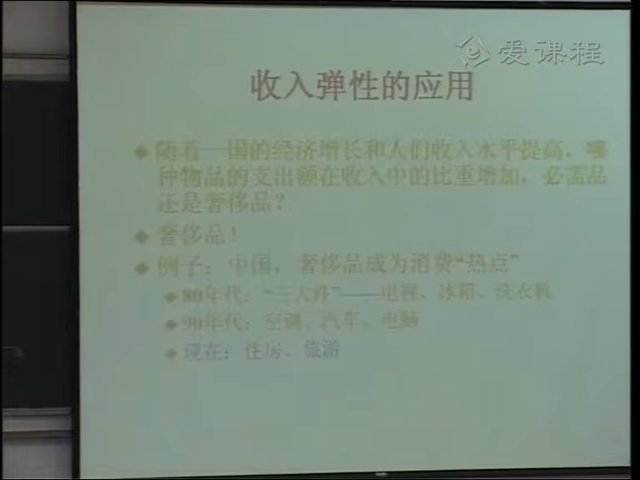 爱课程
收入弹性的应用
随着一国的经济增长和人们收入水平提高，哪
种物品的支出额在收入中的比重增加，必需品
还是奢侈品？
奢侈品！
例子：中国，奢侈品成为消费“热点”
80年代：“三大件”——电视、冰箱、洗衣机
90年代：空调、汽车、电脑
现在：住房、旅游